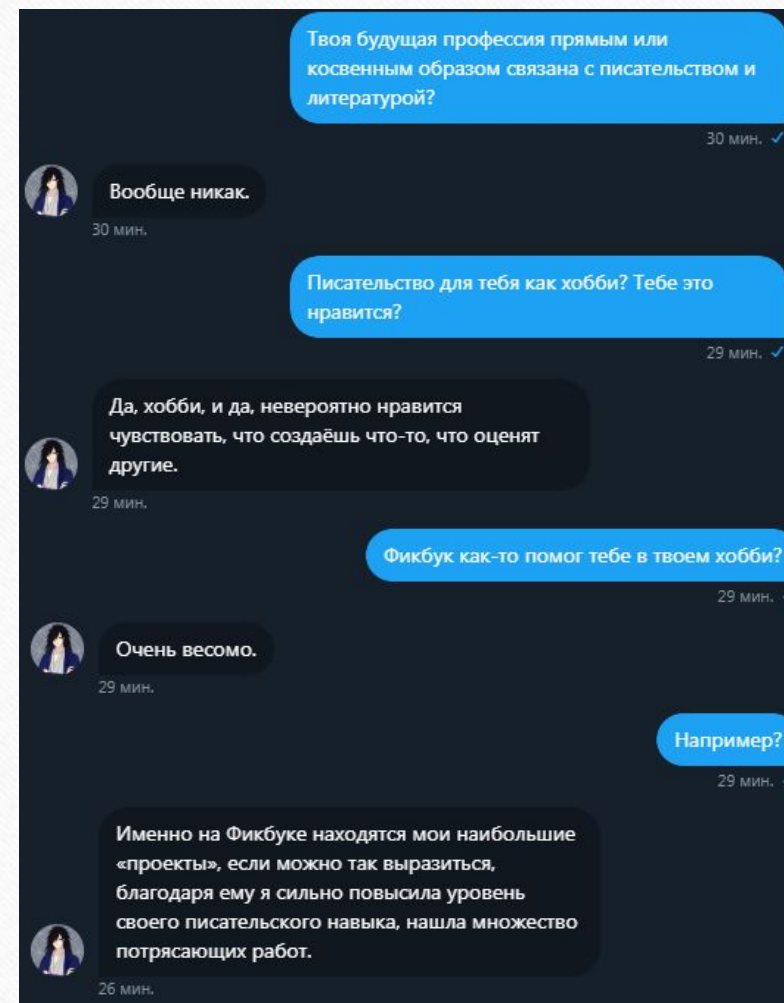 Твоя будущая профессия прямым или
косвенным образом связана с писательством и
литературой?
30 мин.
Вообще никак.
30 мин.
Писательство для тебя как хобби? Тебе это
нравится?
29 мин.
Да, хобби, и да, невероятно нравится
чувствовать, что создаёшь что-то, что оценят
другие.
29 мин.
Фикбук как-то помог тебе в твоем хобби?
29 мин.
Очень весомо.
29 мин.
Например?
29 мин.
Именно на Фикбуке находятся мои наибольшие
«проекты», если можно так выразиться,
благодаря ему я сильно повысила уровень
своего писательского навыка, нашла множество
потрясающих работ.
26 мин.